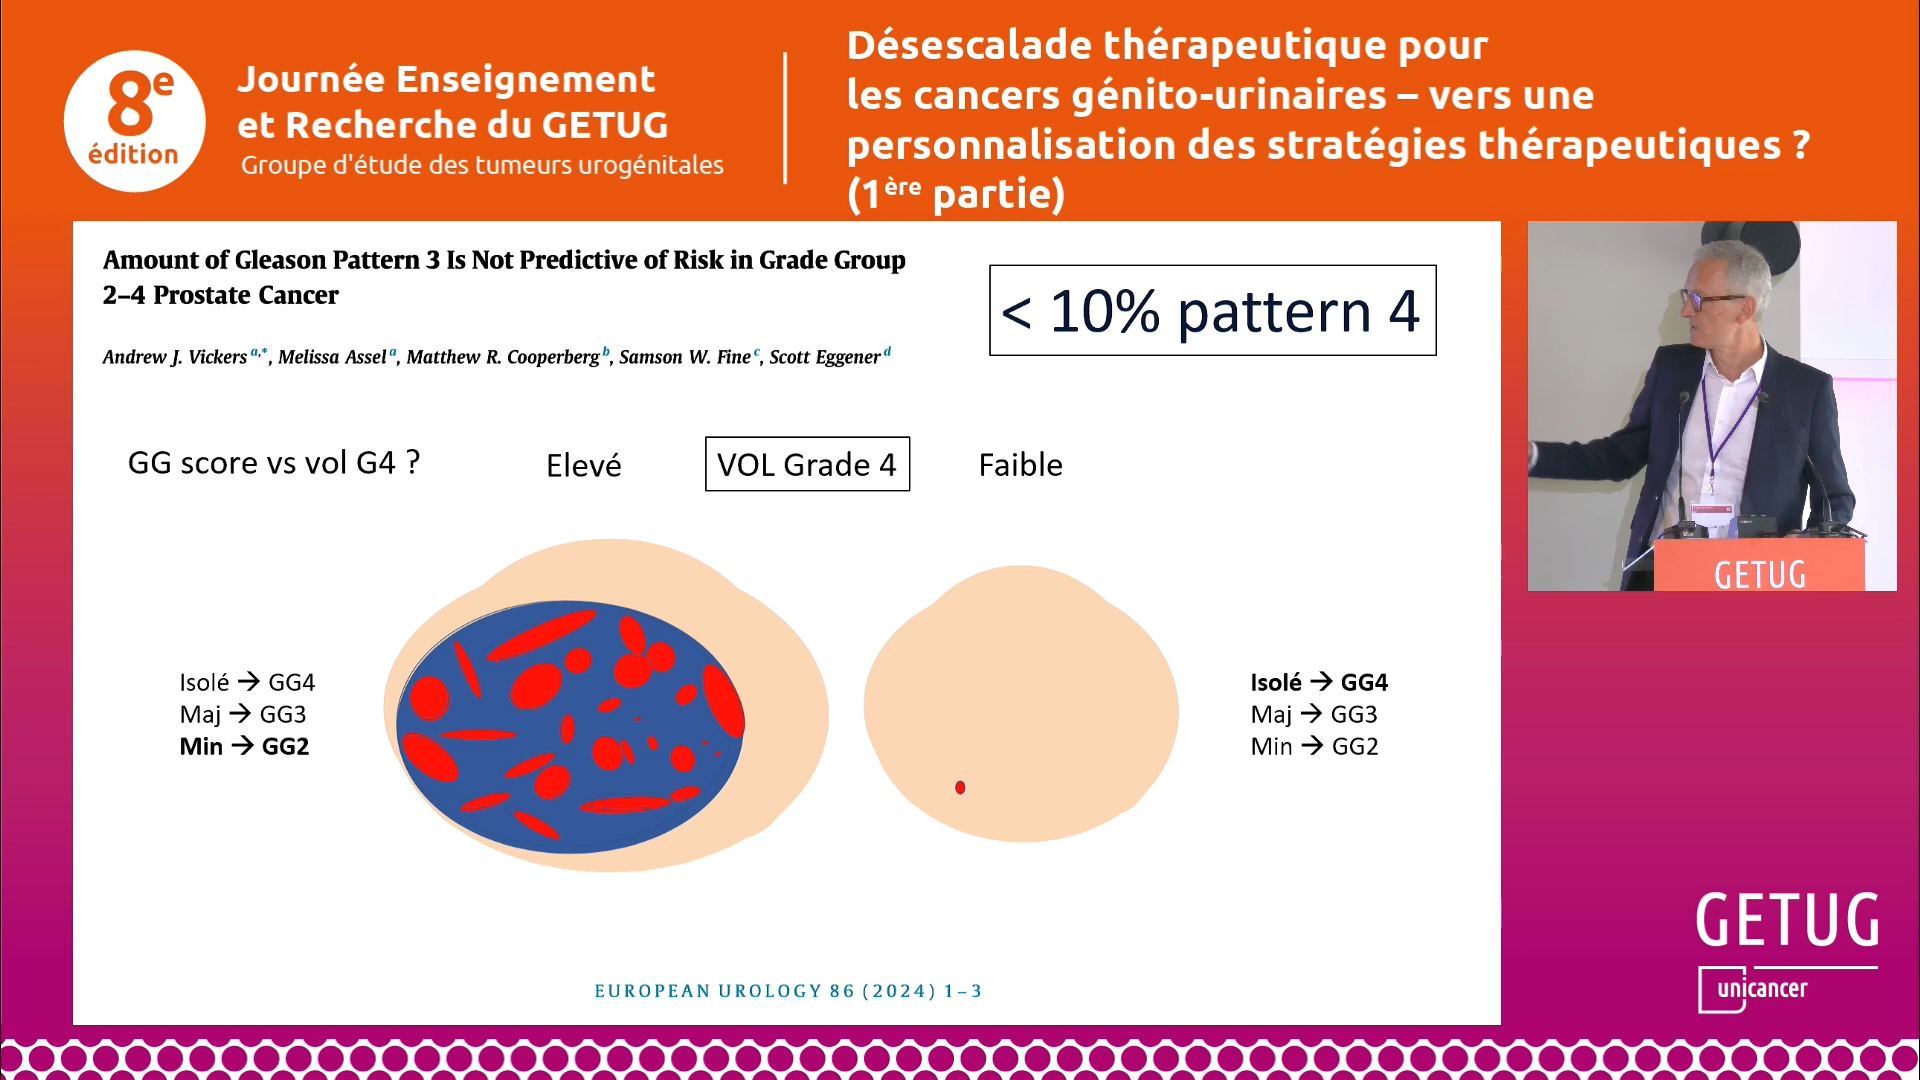 8e
édition
Journée Enseignement
et Recherche du GETUG
Groupe d'étude des tumeurs urogénitales
Désescalade thérapeutique pour
les cancers génito-urinaires – vers une
personnalisation des stratégies thérapeutiques ?
(1ère partie)
Amount of Gleason Pattern 3 Is Not Predictive of Risk in Grade Group
2–4 Prostate Cancer
Andrew J. Vickers a,*, Melissa Assel a, Matthew R. Cooperberg b, Samson W. Fine c, Scott Eggener d
< 10% pattern 4
GG score vs vol G4 ?
Elevé
VOL Grade 4
Faible
Isolé → GG4
Maj → GG3
Min → GG2
Isolé → GG4
Maj → GG3
Min → GG2
EUROPEAN UROLOGY 86 (2024) 1–3
GETUG
GETUG
unicancer